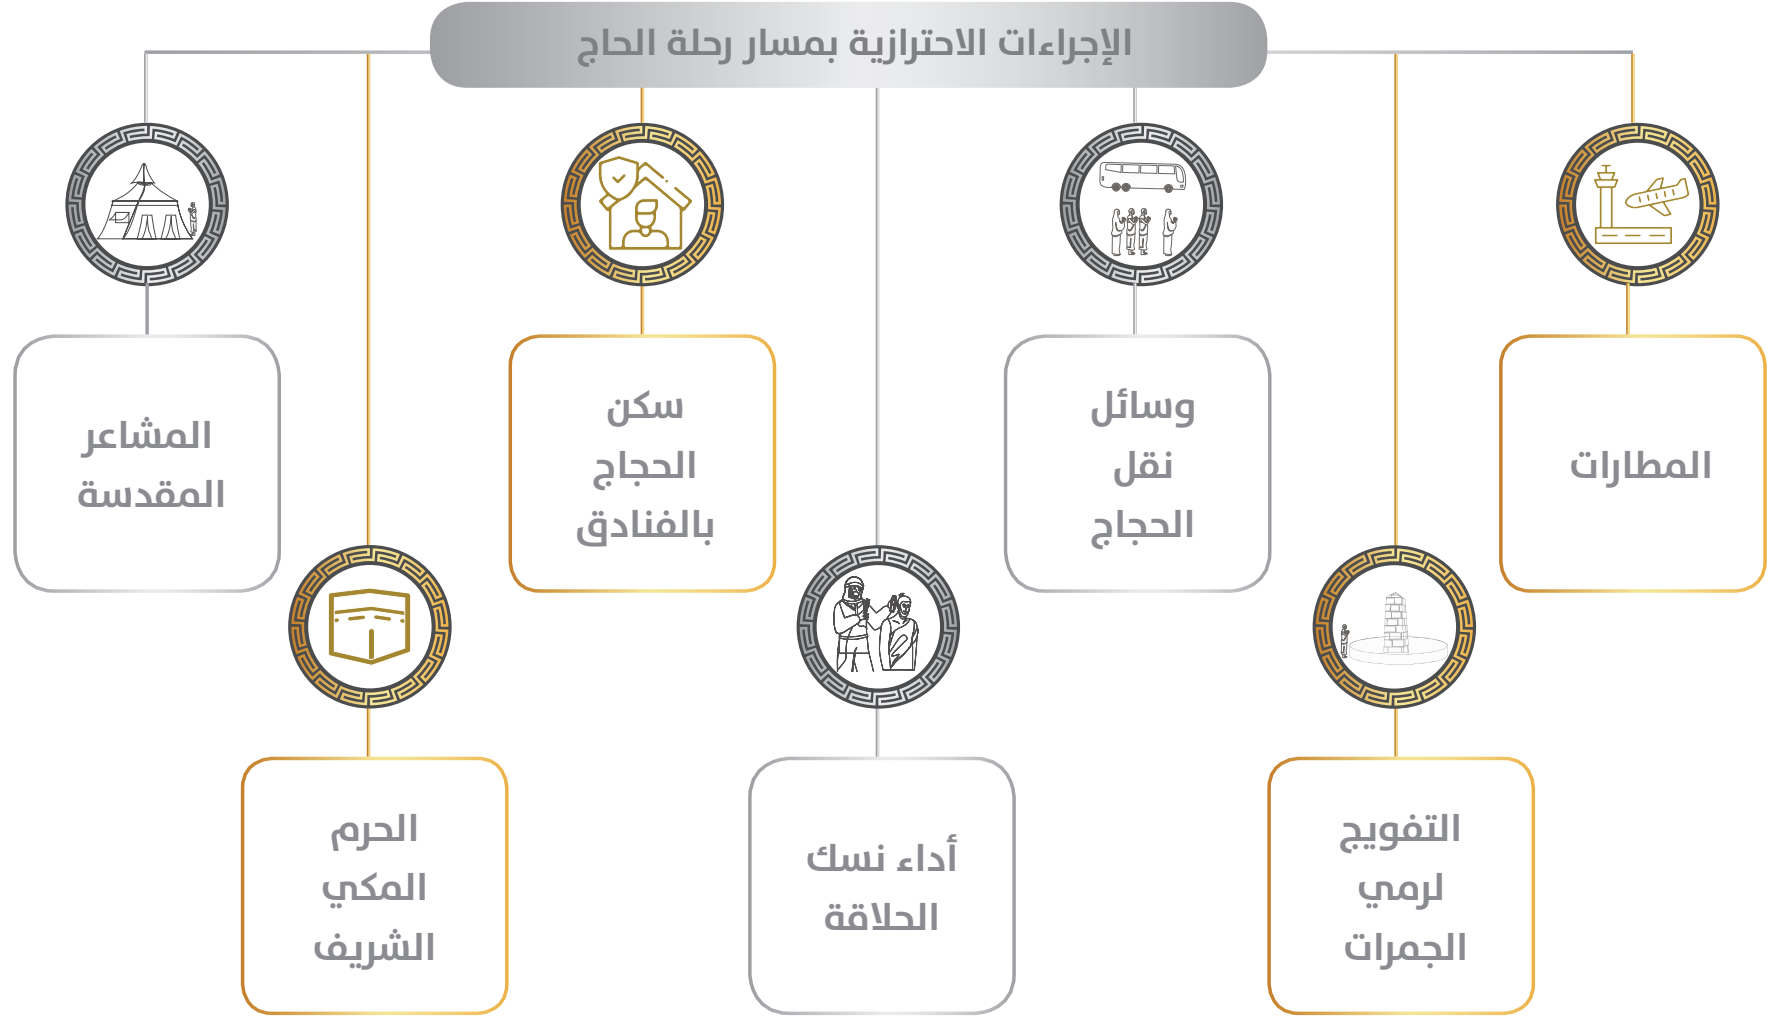 الإجراءات الاحترازية بمسار رحلة الحاج
المطارات
وسائل
نقل
الحجاج
سكن
الحجاج
بالفنادق
المشاعر
المقدسة
التفويج
لرمي
الجمرات
أداء نسك
الحلاقة
الحرم
المكي
الشريف